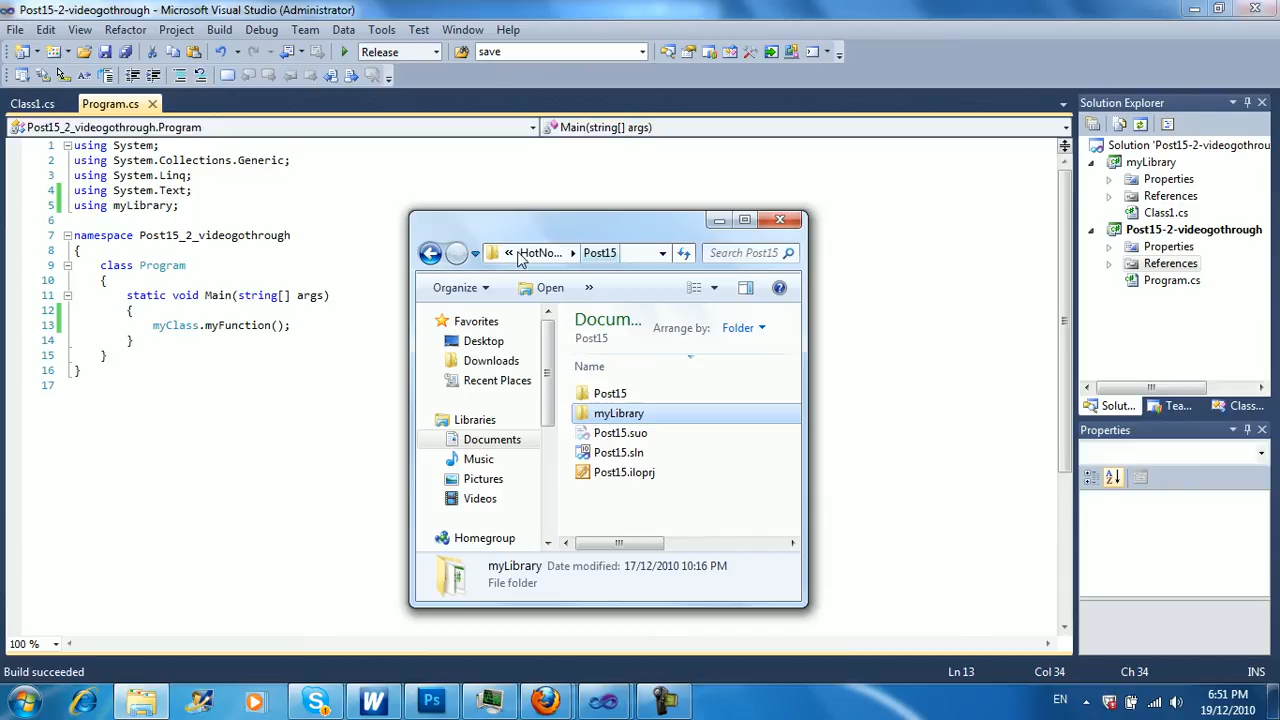 Post15-2-videogothrough - Microsoft Visual Studio (Administrator)
File Edit View Refactor Project Build Debug Team Data Tools Test Window Help
Release save
Class1.cs Program.cs
Post15_2_videogothrough.Program Main(string[] args)
1 using System;
2 using System.Collections.Generic;
3 using System.Linq;
4 using System.Text;
5 using myLibrary;
6
7 namespace Post15_2_videogothrough
8 {
9 class Program
10 {
11 static void Main(string[] args)
12 {
13 myClass.myFunction();
14 }
15 }
16 }
17
100 %
« HotNo... Post15 Search Post15
Organize Open »
Favorites
Desktop
Downloads
Recent Places
Libraries
Documents
Music
Pictures
Videos
Homegroup
Docum... Arrange by: Folder
Post15
Name
Post15
myLibrary
Post15.suo
Post15.sln
Post15.iloprj
myLibrary Date modified: 17/12/2010 10:16 PM
File folder
Solution Explorer
Solution 'Post15-2-videogothrou
myLibrary
Properties
References
Class1.cs
Post15-2-videogothrough
Properties
References
Program.cs
Solut... Tea... Class...
Properties
Build succeeded Ln 13 Col 34 Ch 34 INS
EN 6:51 PM
19/12/2010